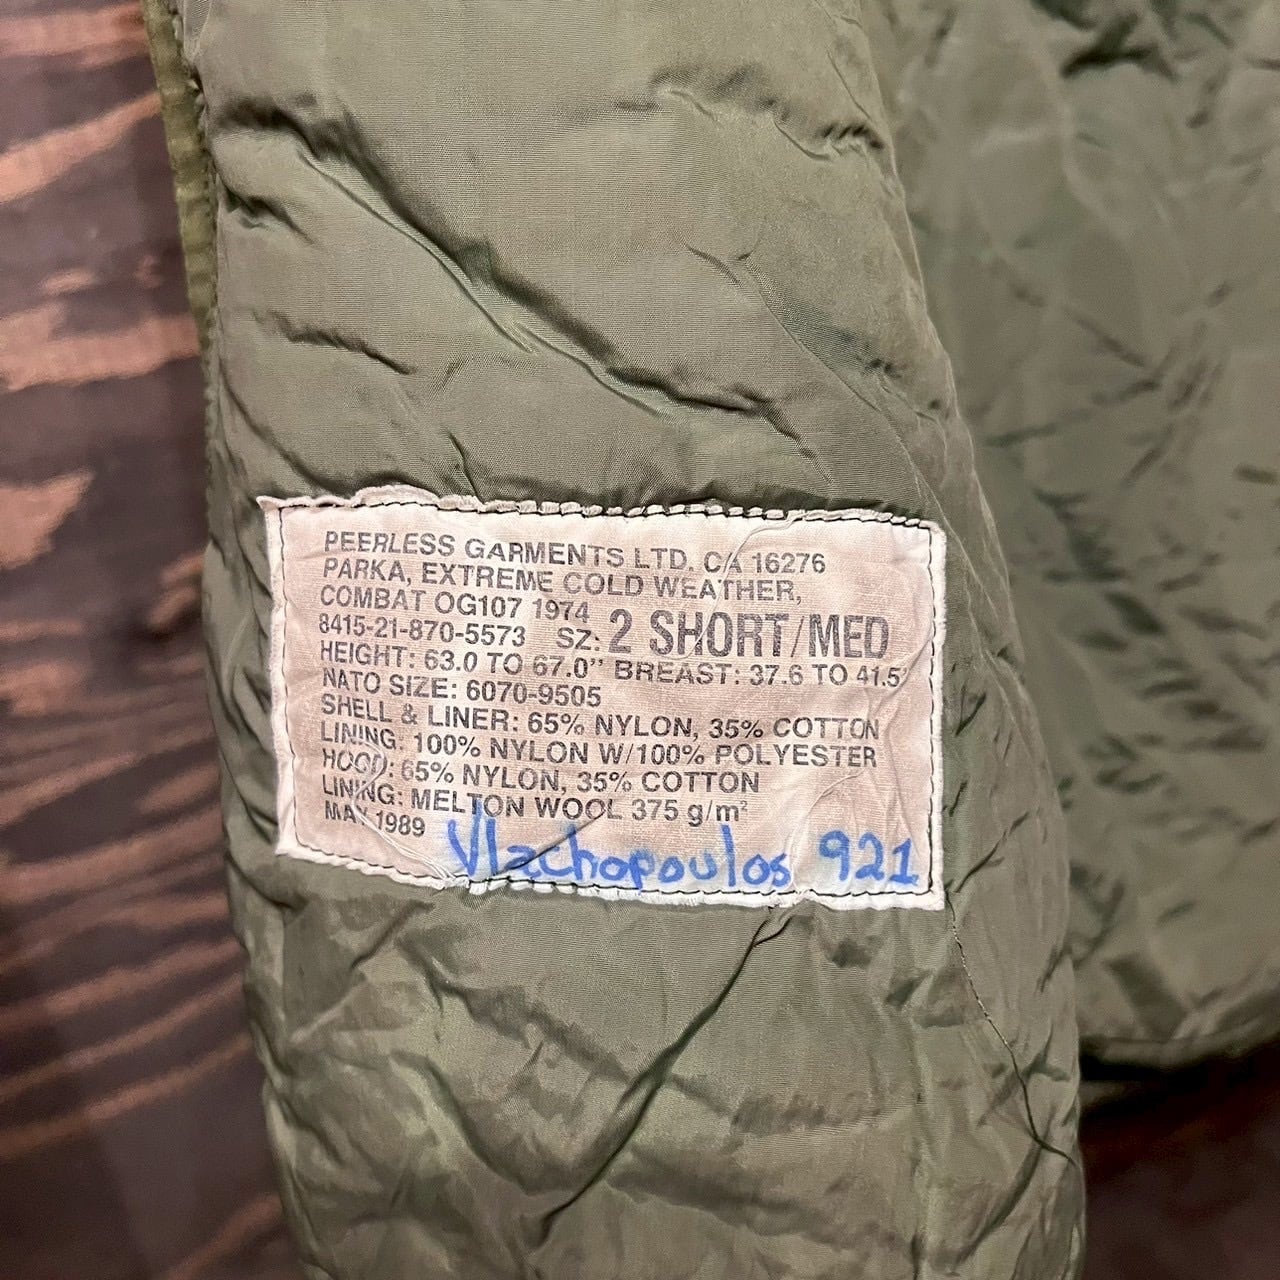 PEERLESS GARMENTS LTD. C/A 16276
PARKA, EXTREME COLD WEATHER,
COMBAT OG107 1974
8415-21-870-5573 SZ: 2 SHORT/MED
HEIGHT: 63.0 TO 67.0" BREAST: 37.6 TO 41.5"
NATO SIZE: 6070-9505
SHELL & LINER: 65% NYLON, 35% COTTON
LINING: 100% NYLON W/100% POLYESTER
HOOD: 65% NYLON, 35% COTTON
LINING: MELTON WOOL 375 g/m²
MAY 1989
Vlachopoulos 921